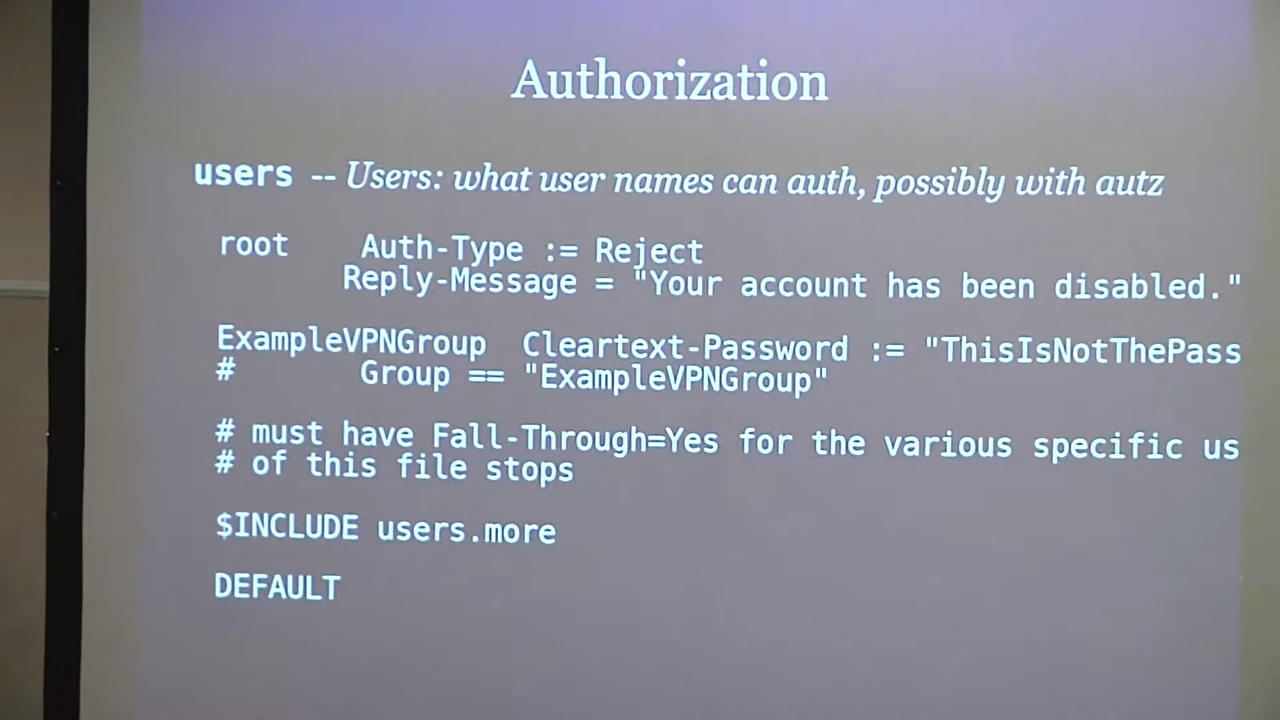 Authorization
users -- Users: what user names can auth, possibly with autz
root    Auth-Type := Reject
Reply-Message = "Your account has been disabled."
ExampleVPNGroup  Cleartext-Password := "ThisIsNotThePass
#       Group == "ExampleVPNGroup"
# must have Fall-Through=Yes for the various specific us
# of this file stops
$INCLUDE users.more
DEFAULT